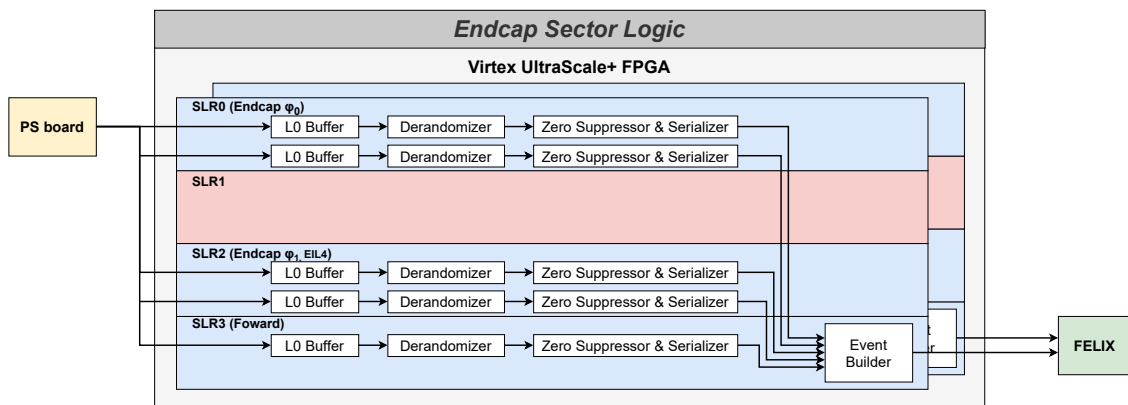 Endcap Sector Logic
Virtex UltraScale+ FPGA
PS board
SLR0 (Endcap φ0)
L0 Buffer Derandomizer Zero Suppressor & Serializer
L0 Buffer Derandomizer Zero Suppressor & Serializer
SLR1
SLR2 (Endcap φ1, EIL4)
L0 Buffer Derandomizer Zero Suppressor & Serializer
L0 Buffer Derandomizer Zero Suppressor & Serializer
SLR3 (Foward)
L0 Buffer Derandomizer Zero Suppressor & Serializer
Event
Builder
FELIX